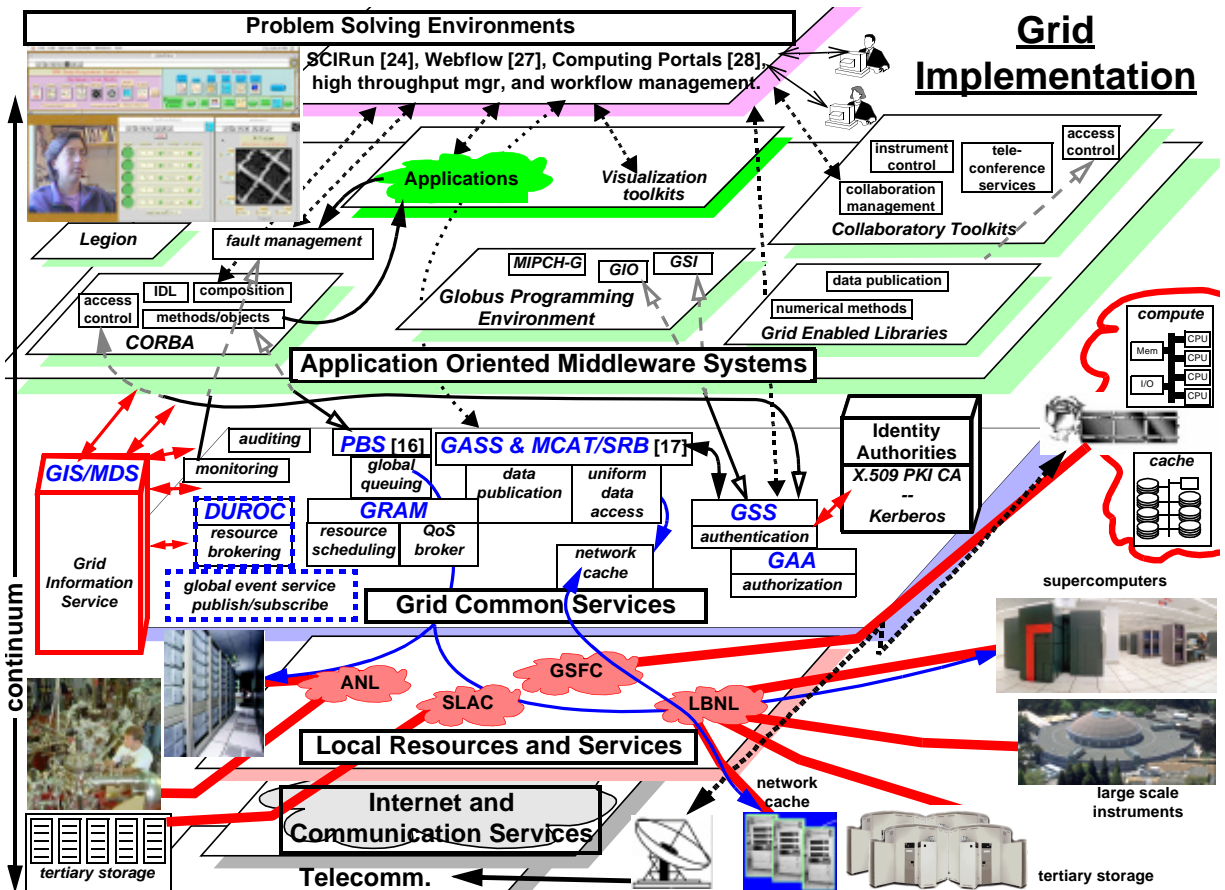 Problem Solving Environments
Grid
Implementation
SCIRun [24], Webflow [27], Computing Portals [28],
high throughput mgr, and workflow management.
Applications
Visualization
toolkits
instrument
control
tele-
conference
services
access
control
collaboration
management
Collaboratory Toolkits
Legion
fault management
MIPCH-G
GIO
GSI
Globus Programming
Environment
data publication
numerical methods
Grid Enabled Libraries
access
control
IDL
composition
methods/objects
CORBA
Application Oriented Middleware Systems
compute
Mem
I/O
CPU
CPU
CPU
CPU
cache
GIS/MDS
Grid
Information
Service
auditing
monitoring
PBS [16]
global
queuing
GASS & MCAT/SRB [17]
data
publication
uniform
data
access
Identity
Authorities
X.509 PKI CA
--
Kerberos
DUROC
resource
brokering
GRAM
resource
scheduling
QoS
broker
network
cache
GSS
authentication
GAA
authorization
global event service
publish/subscribe
Grid Common Services
supercomputers
ANL
SLAC
GSFC
LBNL
Local Resources and Services
continuum
large scale
instruments
network
cache
Internet and
Communication Services
tertiary storage
Telecomm.
tertiary storage